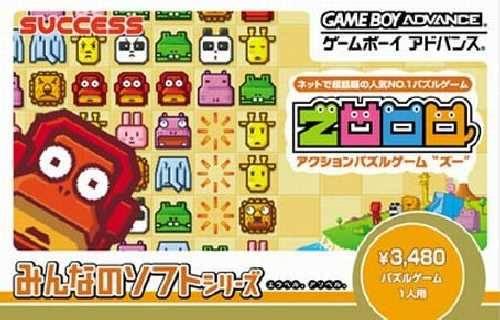 SUCCESS
GAME BOY ADVANCE
ゲームボーイ アドバンス®
ネットで超話題の人気NO.1パズルゲーム
ZOOO
アクションパズルゲーム "ズー"
みんなのソフトシリーズ
¥3,480
パズルゲーム
1人用